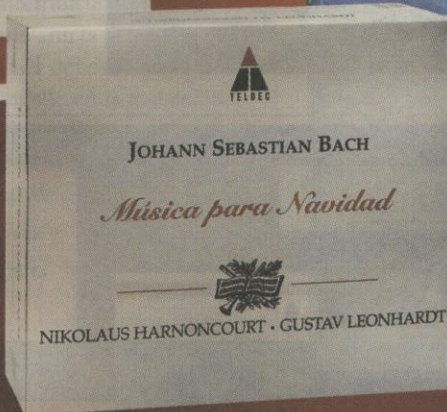 TELDEC
JOHANN SEBASTIAN BACH
Música para Navidad
NIKOLAUS HARNONCOURT • GUSTAV LEONHARDT